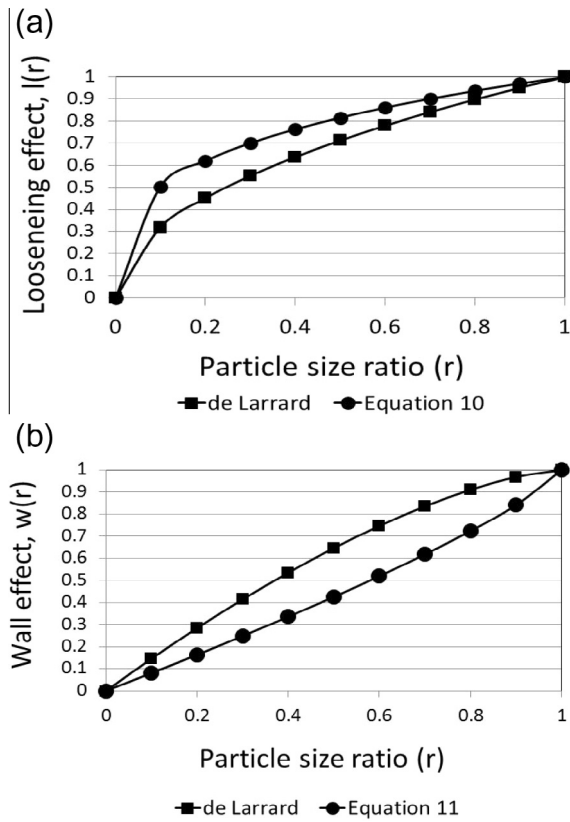 (a)
Looseneing effect, l(r)
1
0.9
0.8
0.7
0.6
0.5
0.4
0.3
0.2
0.1
0
0 0.2 0.4 0.6 0.8 1
Particle size ratio (r)
de Larrard Equation 10
(b)
Wall effect, w(r)
1
0.9
0.8
0.7
0.6
0.5
0.4
0.3
0.2
0.1
0
0 0.2 0.4 0.6 0.8 1
Particle size ratio (r)
de Larrard Equation 11